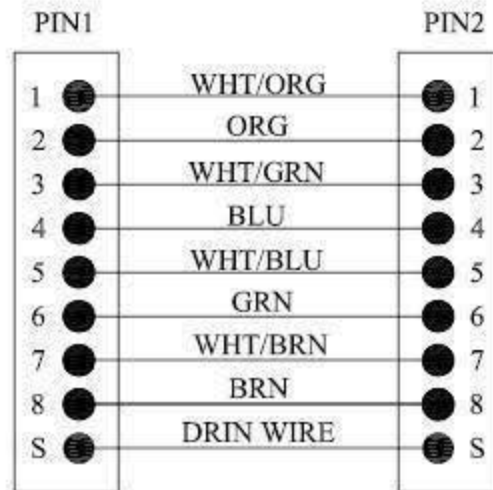 PIN1 PIN2
1 WHT/ORG 1
2 ORG 2
3 WHT/GRN 3
4 BLU 4
5 WHT/BLU 5
6 GRN 6
7 WHT/BRN 7
8 BRN 8
S DRIN WIRE S